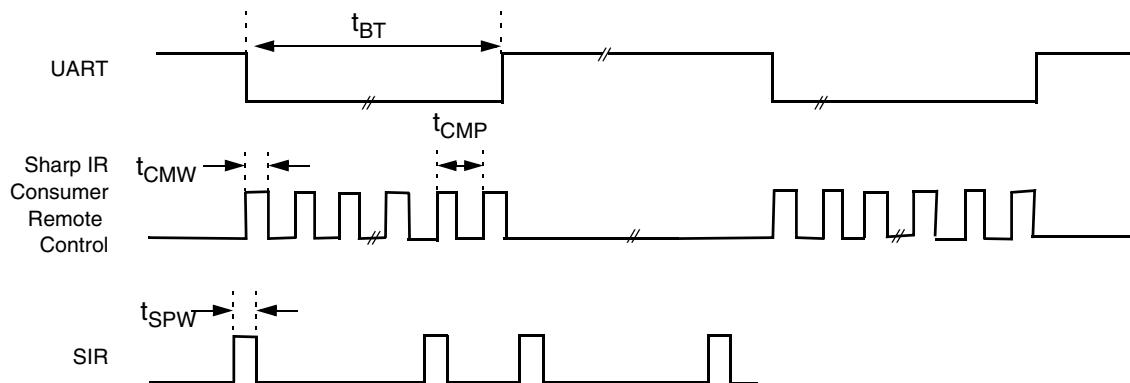 tBT
UART
tCMP
tCMW
Sharp IR
Consumer
Remote
Control
tSPW
SIR